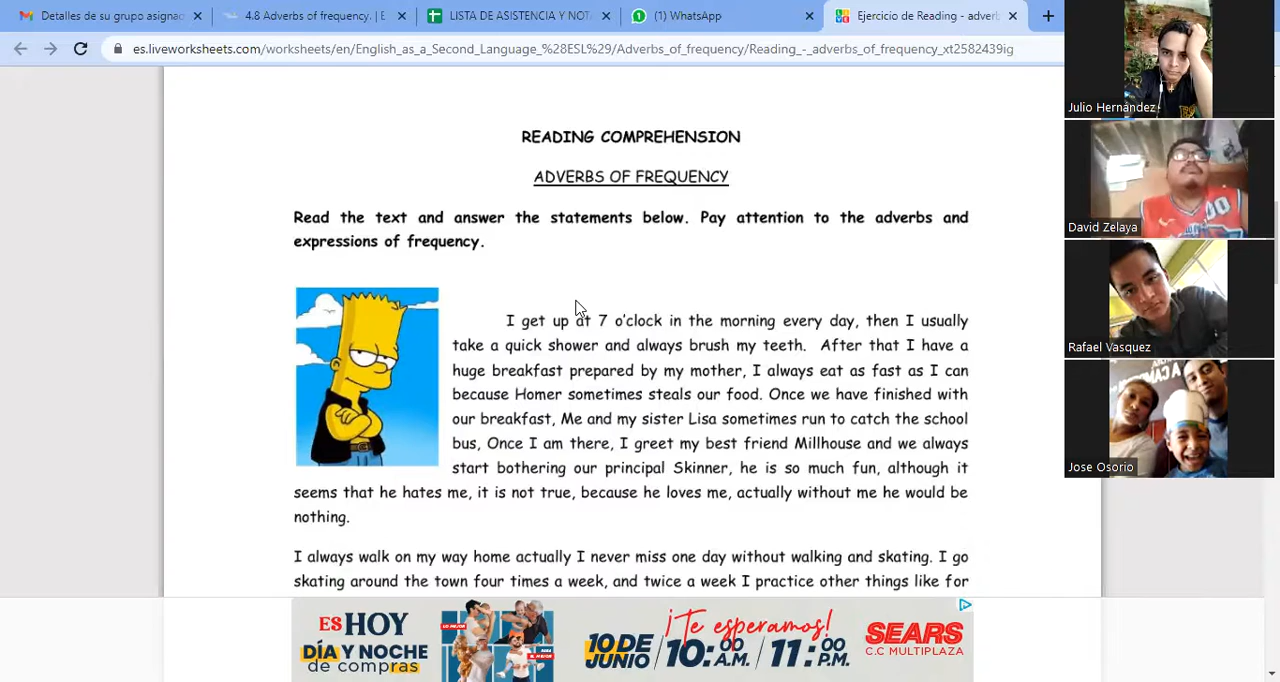 Detalles de su grupo asignad
4.8 Adverbs of frequency. | E
LISTA DE ASISTENCIA Y NOT
(1) WhatsApp
Ejercicio de Reading - adverb
es.liveworksheets.com/worksheets/en/English_as_a_Second_Language_%28ESL%29/Adverbs_of_frequency/Reading_-_adverbs_of_frequency_xt2582439ig
READING COMPREHENSION
ADVERBS OF FREQUENCY
Read the text and answer the statements below. Pay attention to the adverbs and
expressions of frequency.
I get up at 7 o'clock in the morning every day, then I usually
take a quick shower and always brush my teeth. After that I have a
huge breakfast prepared by my mother, I always eat as fast as I can
because Homer sometimes steals our food. Once we have finished with
our breakfast, Me and my sister Lisa sometimes run to catch the school
bus, Once I am there, I greet my best friend Millhouse and we always
start bothering our principal Skinner, he is so much fun, although it
seems that he hates me, it is not true, because he loves me, actually without me he would be
nothing.
I always walk on my way home actually I never miss one day without walking and skating. I go
skating around the town four times a week, and twice a week I practice other things like for
ES HOY
DÍA Y NOCHE
de compras
¡Te esperamos!
10 DE
JUNIO
10:00 A.M.
11:00 P.M.
SEARS
C.C MULTIPLAZA
Julio Hernández
David Zelaya
Rafael Vasquez
Jose Osorio